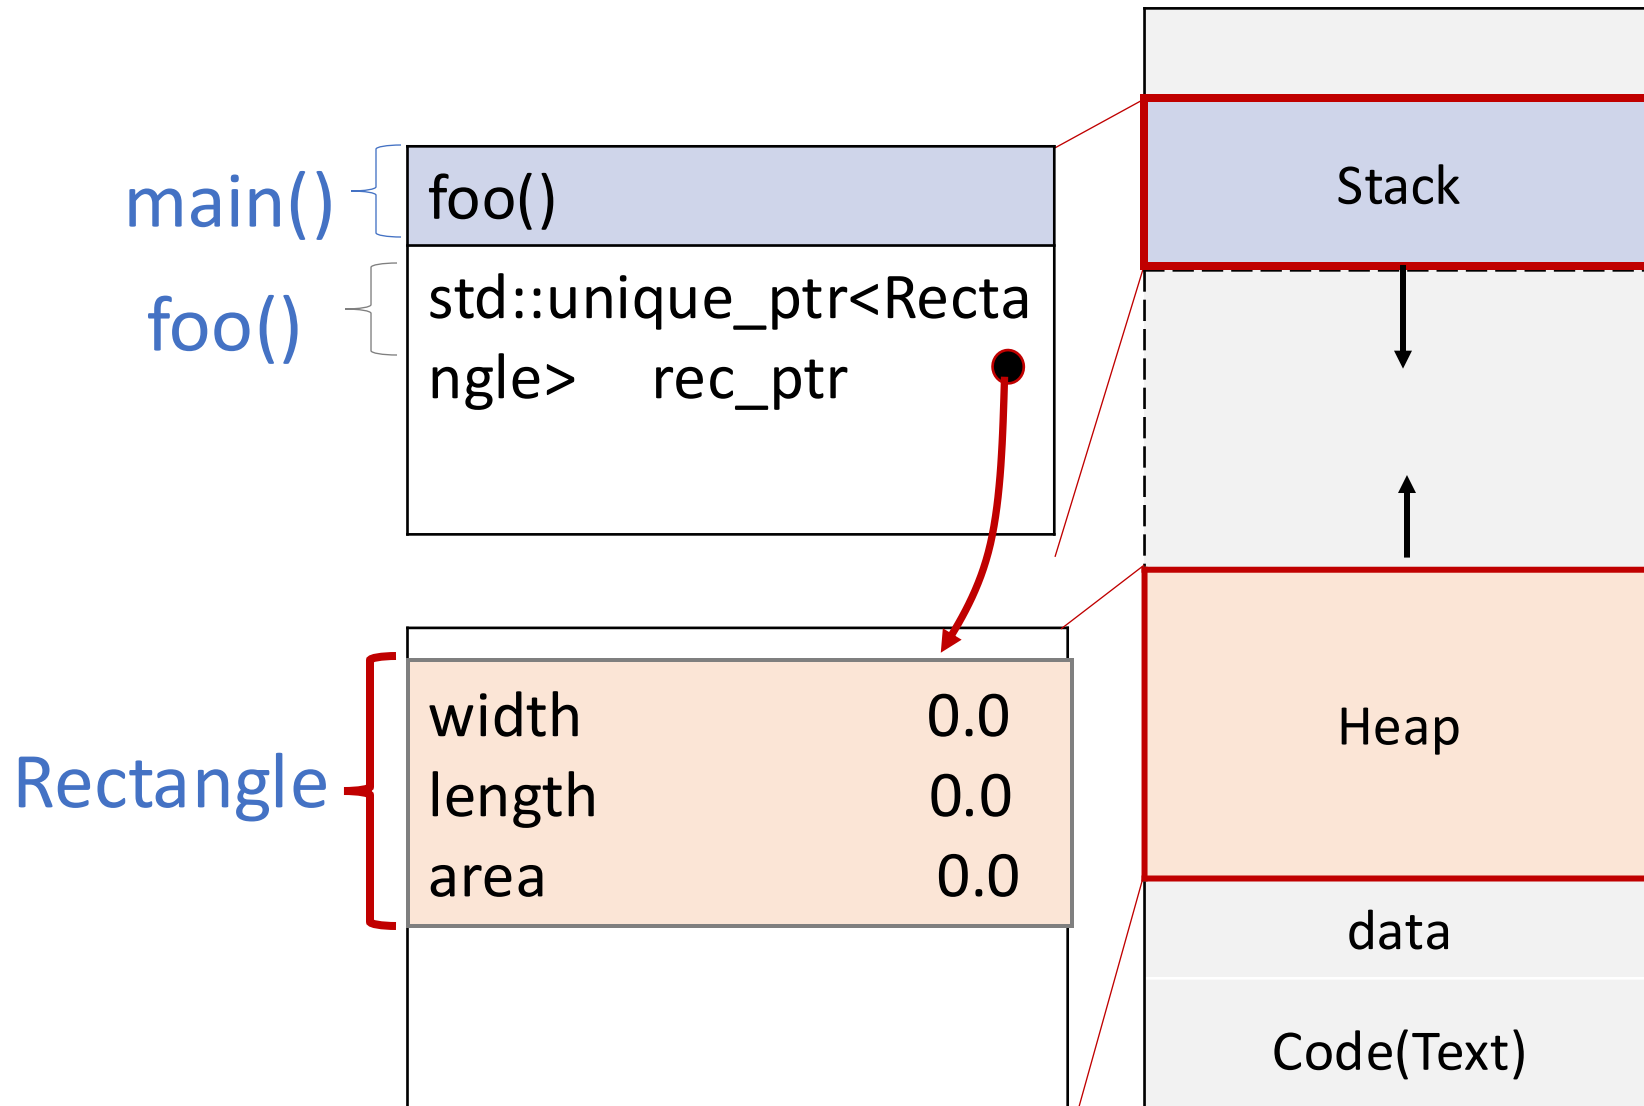 main()
foo()
foo()
std::unique_ptr<Recta
ngle> rec_ptr
Rectangle
width 0.0
length 0.0
area 0.0
Stack
Heap
data
Code(Text)